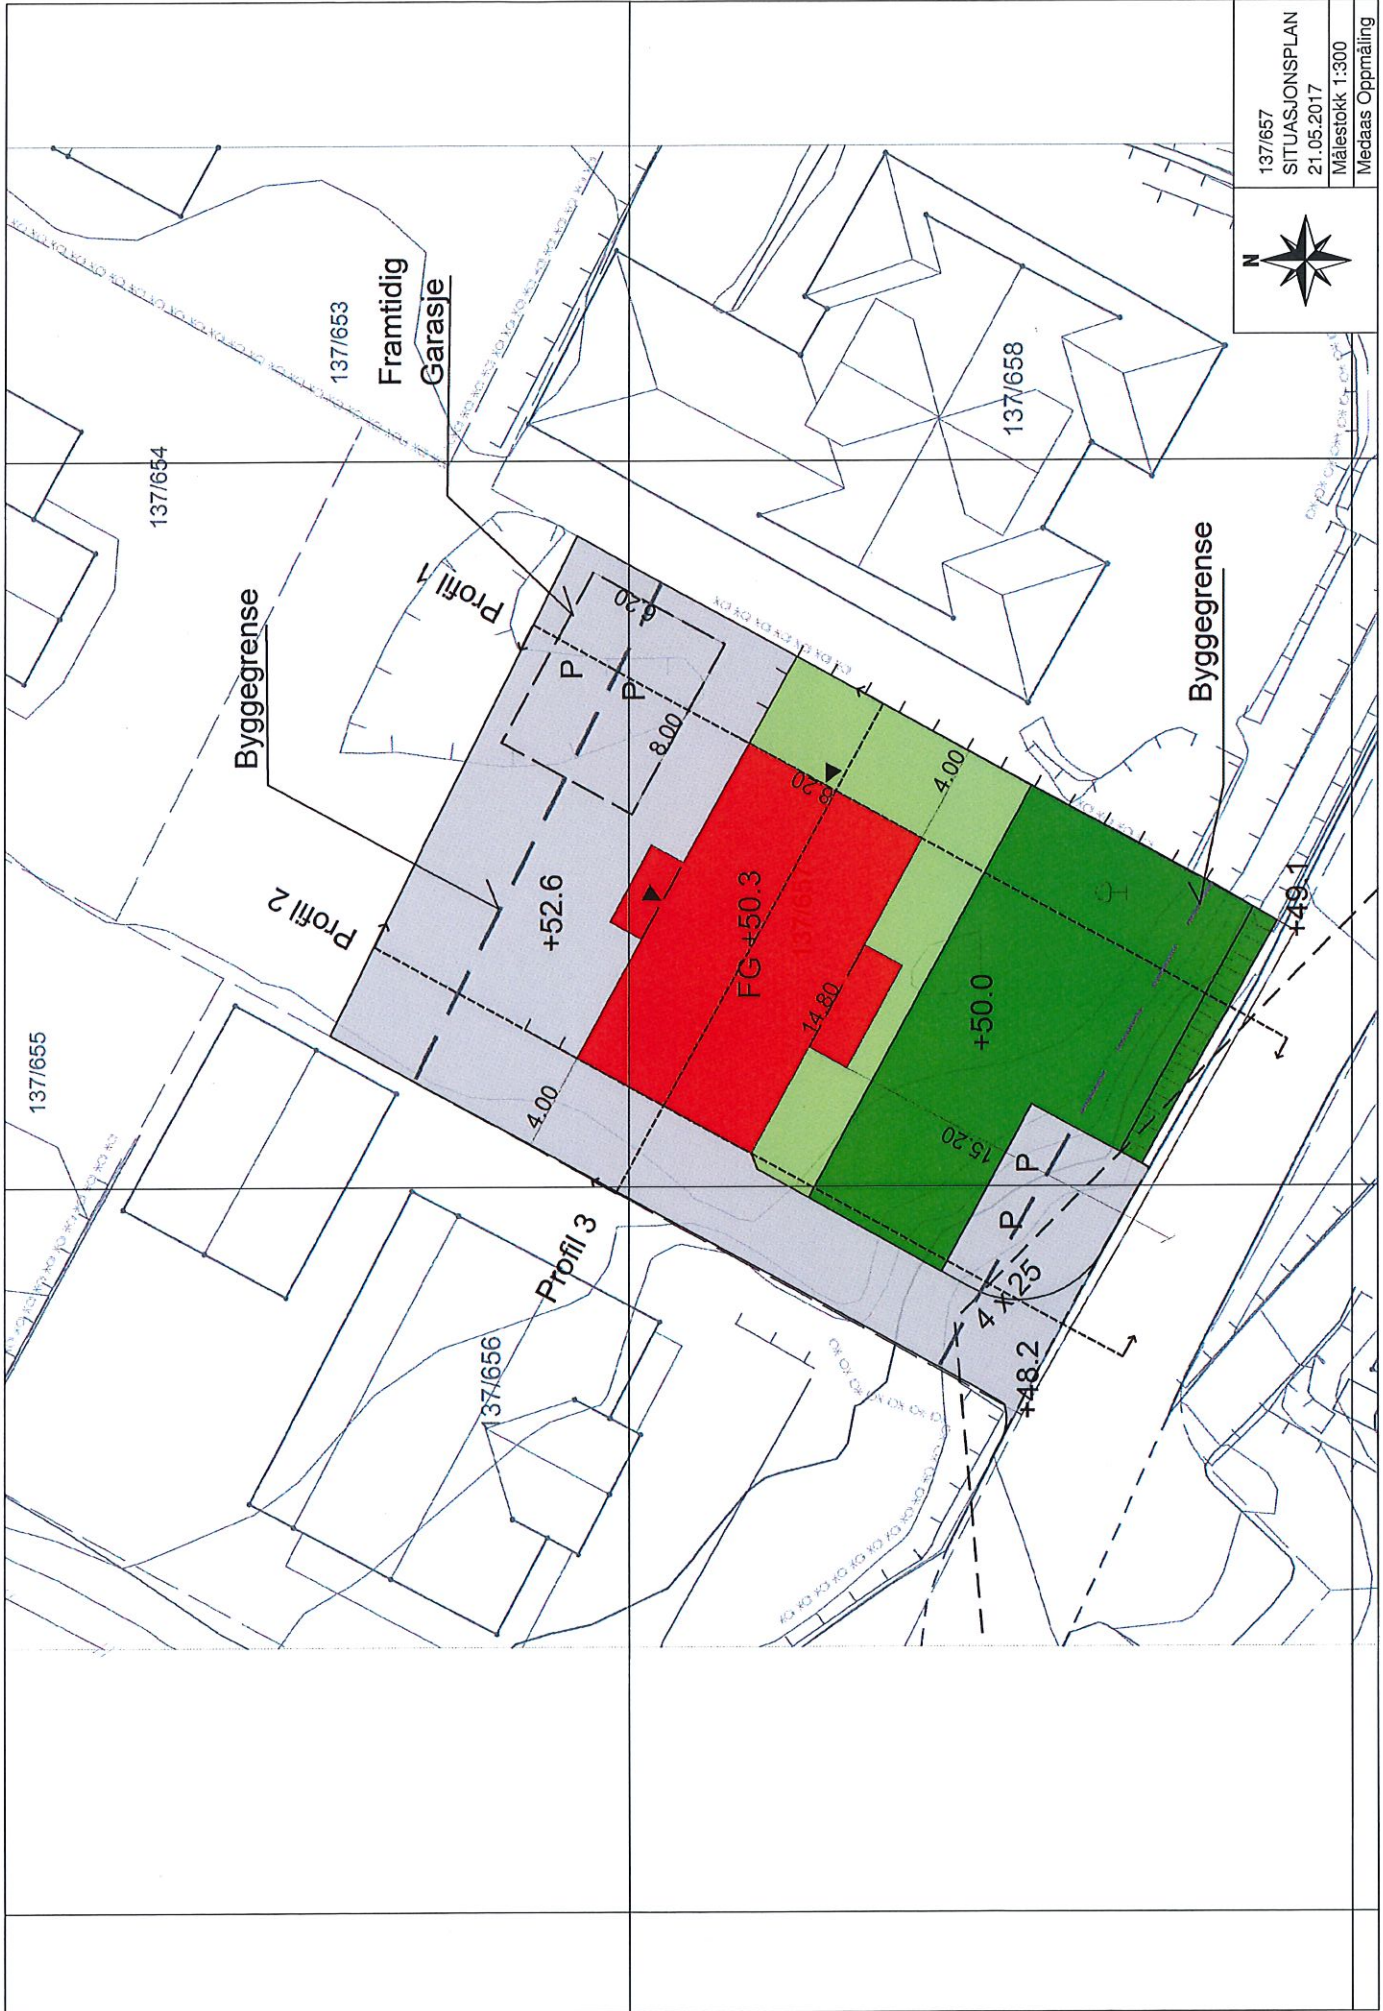 137/655
137/654
137/653
Framtidig
Garasje
Byggegrense
Profil 1
Profil 2
Profil 3
P
P
6.20
8.00
+52.6
4.00
FG +50.3
137/657
8.20
14.80
4.00
137/658
137/656
+50.0
15.20
P
P
4 x 25
+48.2
+49.1
Byggegrense
N
137/657
SITUASJONSPLAN
21.05.2017
Målestokk 1:300
Medaas Oppmåling